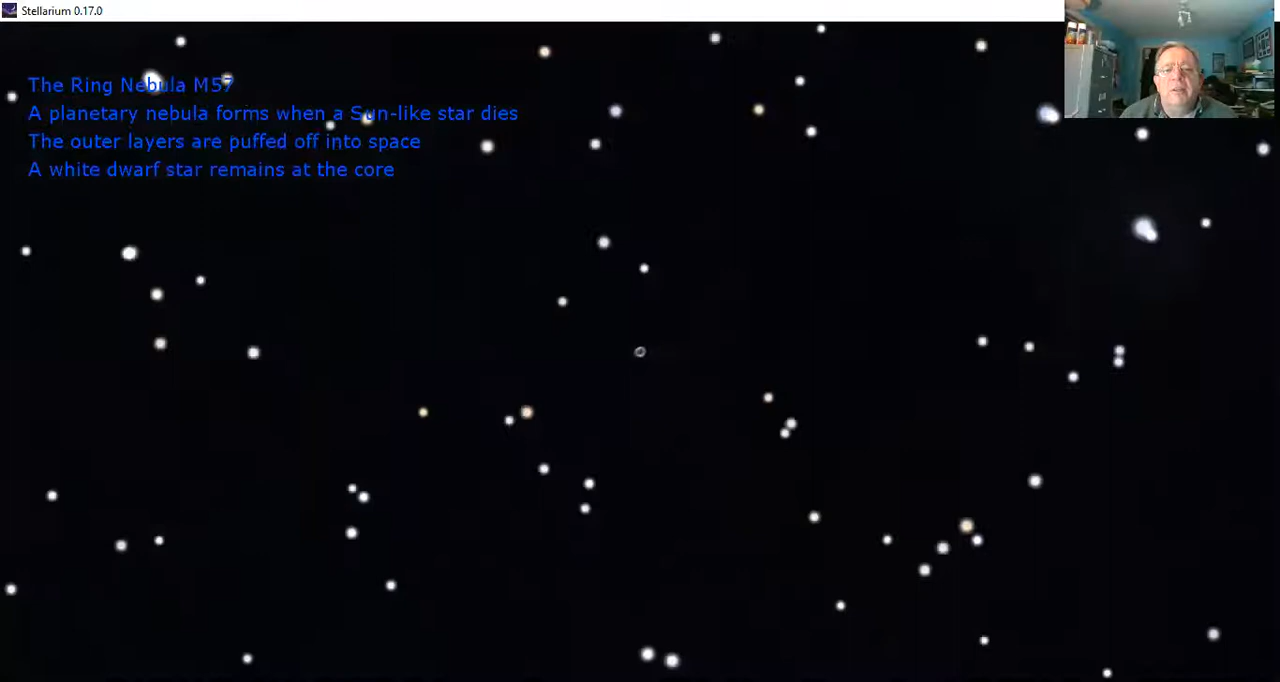 Stellarium 0.17.0
The Ring Nebula M57
A planetary nebula forms when a Sun-like star dies
The outer layers are puffed off into space
A white dwarf star remains at the core